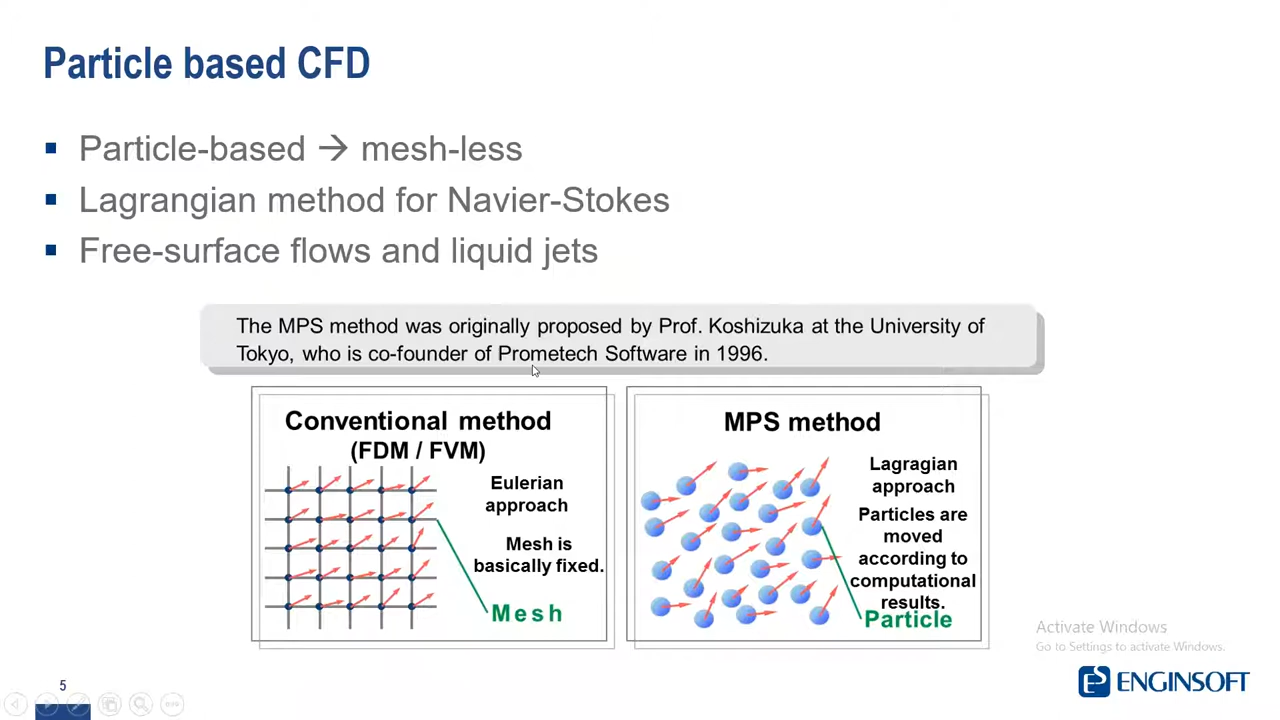 Particle based CFD
▪ Particle-based → mesh-less
▪ Lagrangian method for Navier-Stokes
▪ Free-surface flows and liquid jets
The MPS method was originally proposed by Prof. Koshizuka at the University of
Tokyo, who is co-founder of Prometech Software in 1996.
Conventional method
(FDM / FVM)
Eulerian
approach
Mesh is
basically fixed.
Mesh
MPS method
Lagragian
approach
Particles are
moved
according to
computational
results.
Particle
Activate Windows
Go to Settings to activate Windows.
5
ENGINSOFT